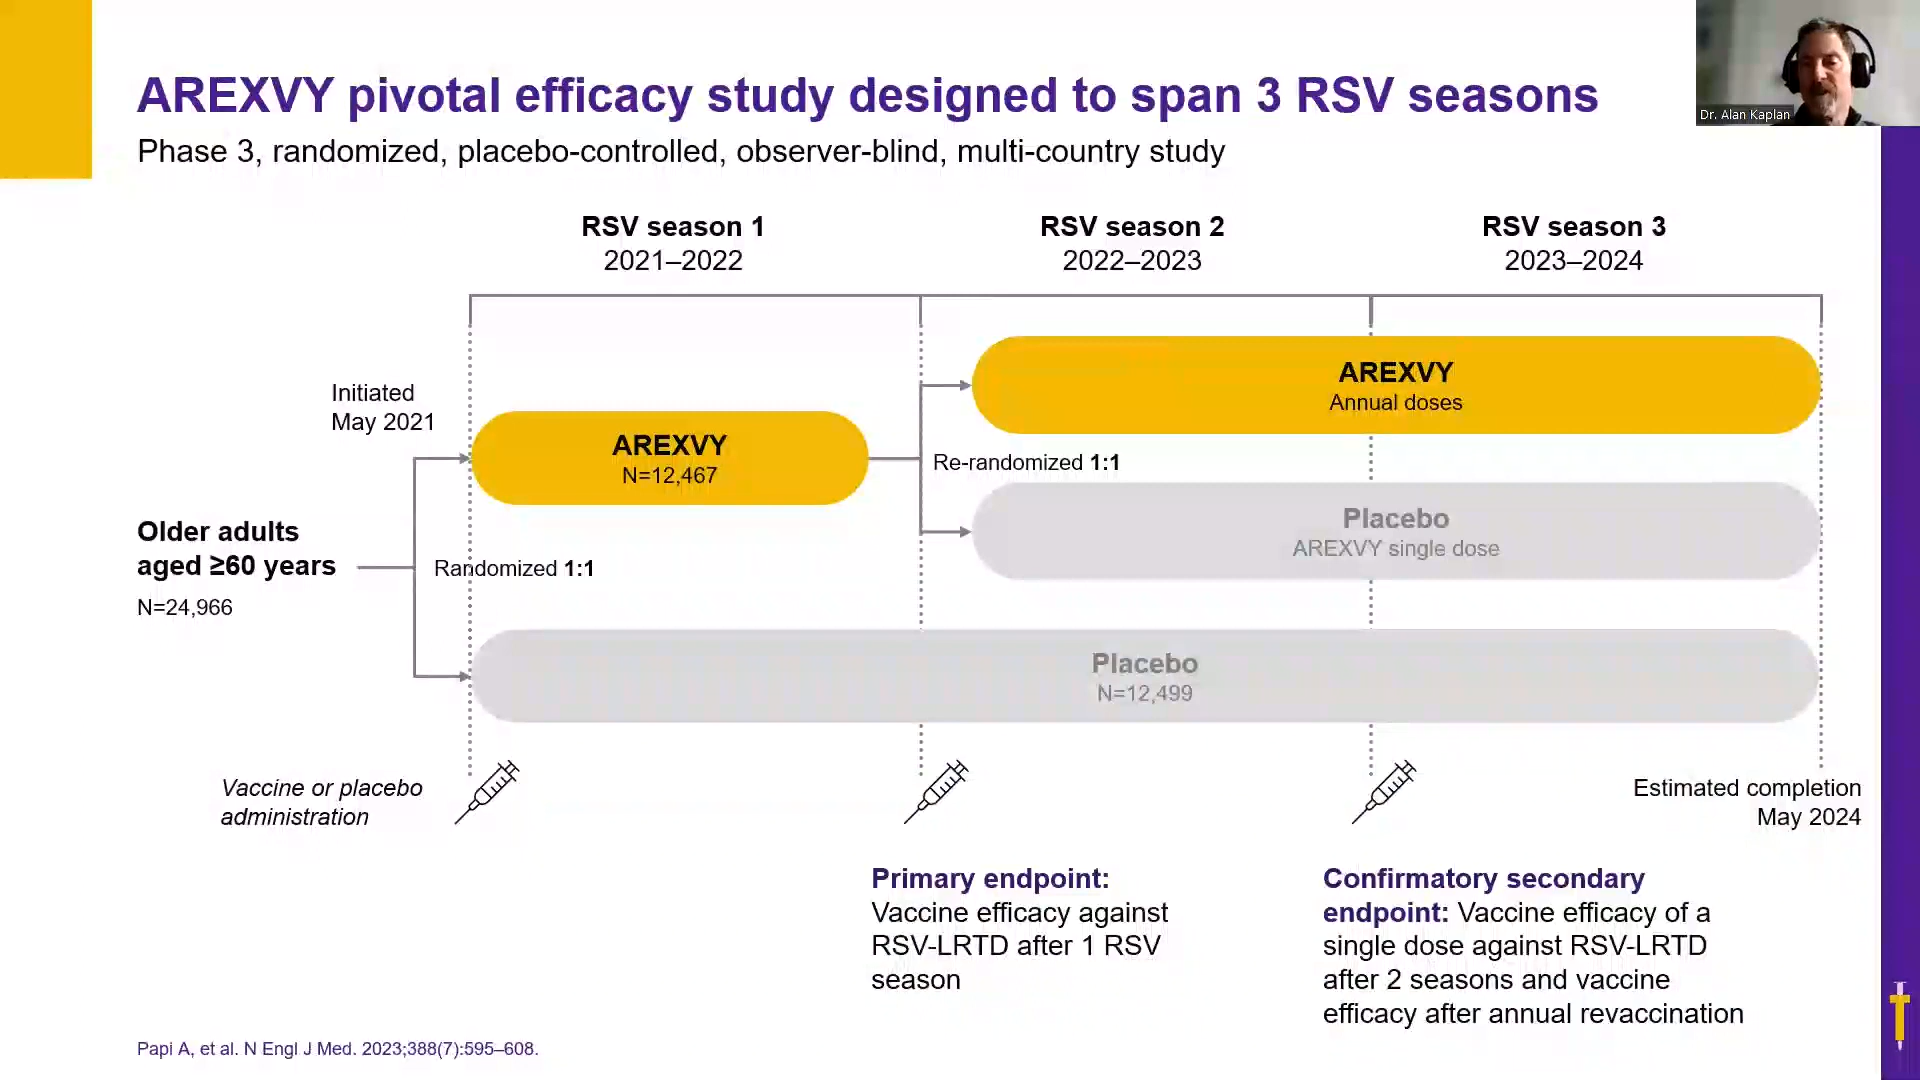 AREXVY pivotal efficacy study designed to span 3 RSV seasons
Phase 3, randomized, placebo-controlled, observer-blind, multi-country study
Dr. Alan Kaplan
RSV season 1
2021–2022
RSV season 2
2022–2023
RSV season 3
2023–2024
Initiated
May 2021
AREXVY
N=12,467
AREXVY
Annual doses
Re-randomized 1:1
Placebo
AREXVY single dose
Older adults
aged ≥60 years
N=24,966
Randomized 1:1
Placebo
N=12,499
Vaccine or placebo
administration
Estimated completion
May 2024
Primary endpoint:
Vaccine efficacy against
RSV-LRTD after 1 RSV
season
Confirmatory secondary
endpoint: Vaccine efficacy of a
single dose against RSV-LRTD
after 2 seasons and vaccine
efficacy after annual revaccination
Papi A, et al. N Engl J Med. 2023;388(7):595–608.